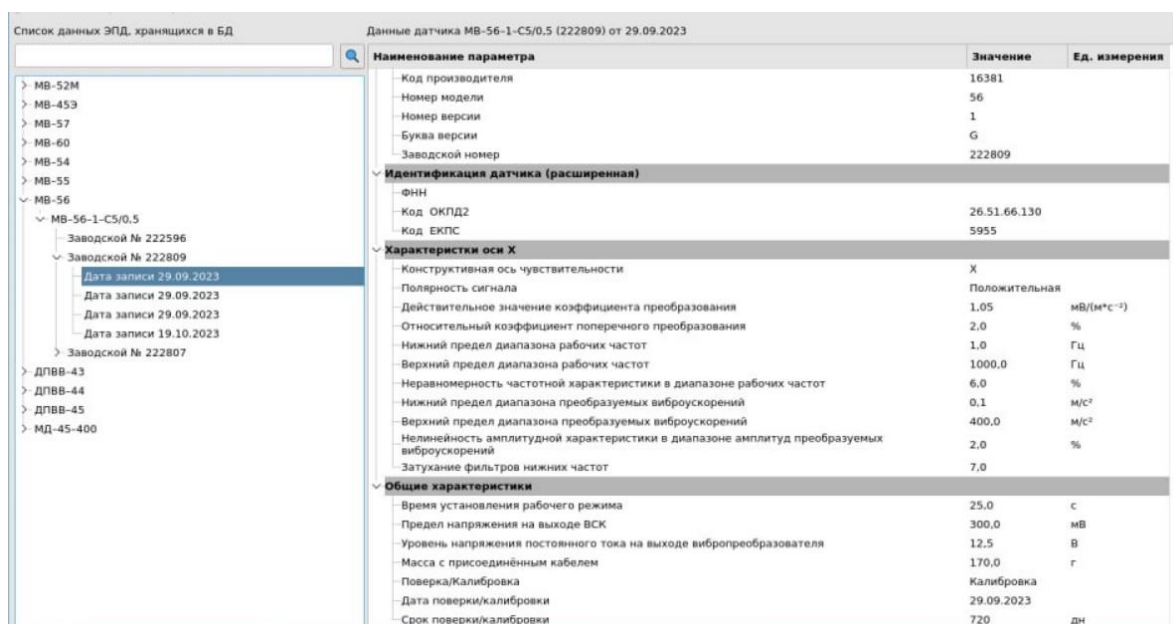 Список данных ЭПД, хранящихся в БД
МВ-52М
МВ-45Э
МВ-57
МВ-60
МВ-54
МВ-55
МВ-56
МВ-56-1-С5/0,5
Заводской № 222596
Заводской № 222809
Дата записи 29.09.2023
Дата записи 29.09.2023
Дата записи 29.09.2023
Дата записи 19.10.2023
Заводской № 222807
ДПВВ-43
ДПВВ-44
ДПВВ-45
МД-45-400
Данные датчика МВ-56-1-С5/0,5 (222809) от 29.09.2023
Наименование параметра Значение Ед. измерения
Код производителя 16381
Номер модели 56
Номер версии 1
Буква версии G
Заводской номер 222809
Идентификация датчика (расширенная)
ФНН
Код ОКПД2 26.51.66.130
Код ЕКПС 5955
Характеристки оси X
Конструктивная ось чувствительности X
Полярность сигнала Положительная
Действительное значение коэффициента преобразования 1,05 мВ/(м*с⁻²)
Относительный коэффициент поперечного преобразования 2,0 %
Нижний предел диапазона рабочих частот 1,0 Гц
Верхний предел диапазона рабочих частот 1000,0 Гц
Неравномерность частотной характеристики в диапазоне рабочих частот 6,0 %
Нижний предел диапазона преобразуемых виброускорений 0,1 м/с²
Верхний предел диапазона преобразуемых виброускорений 400,0 м/с²
Нелинейность амплитудной характеристики в диапазоне амплитуд преобразуемых
виброускорений 2,0 %
Затухание фильтров нижних частот 7,0
Общие характеристики
Время установления рабочего режима 25,0 с
Предел напряжения на выходе ВСК 300,0 мВ
Уровень напряжения постоянного тока на выходе вибропреобразователя 12,5 В
Масса с присоединённым кабелем 170,0 г
Поверка/Калибровка Калибровка
Дата поверки/калибровки 29.09.2023
Срок поверки/калибровки 720 дн